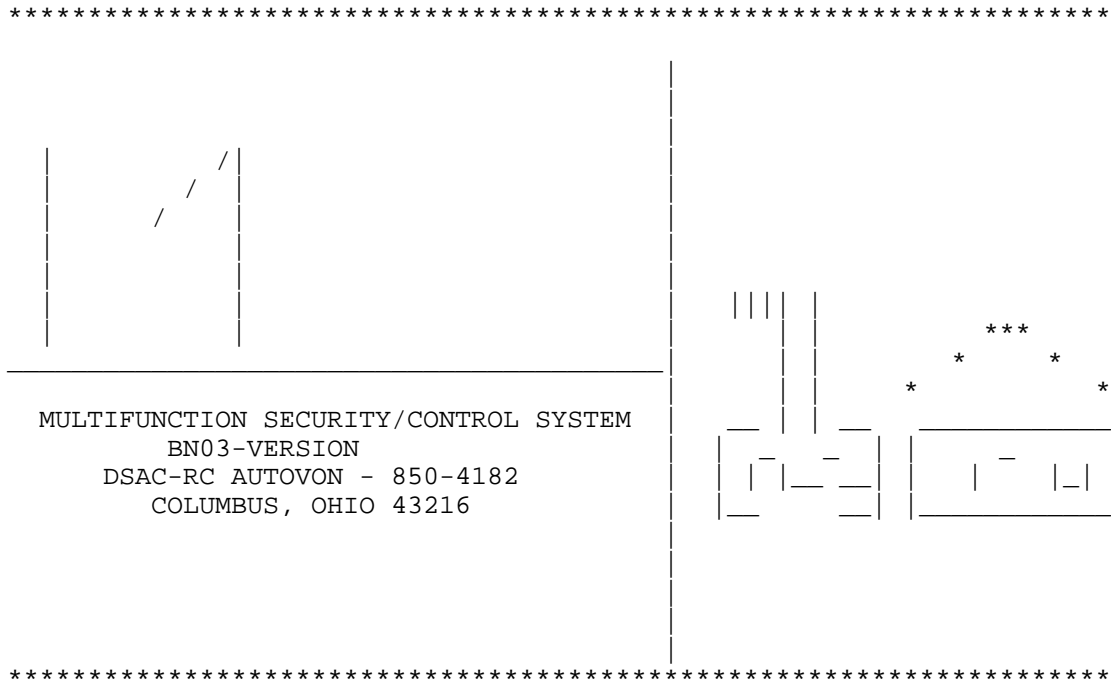 MULTIFUNCTION SECURITY/CONTROL SYSTEM
BN03-VERSION
DSAC-RC AUTOVON - 850-4182
COLUMBUS, OHIO 43216